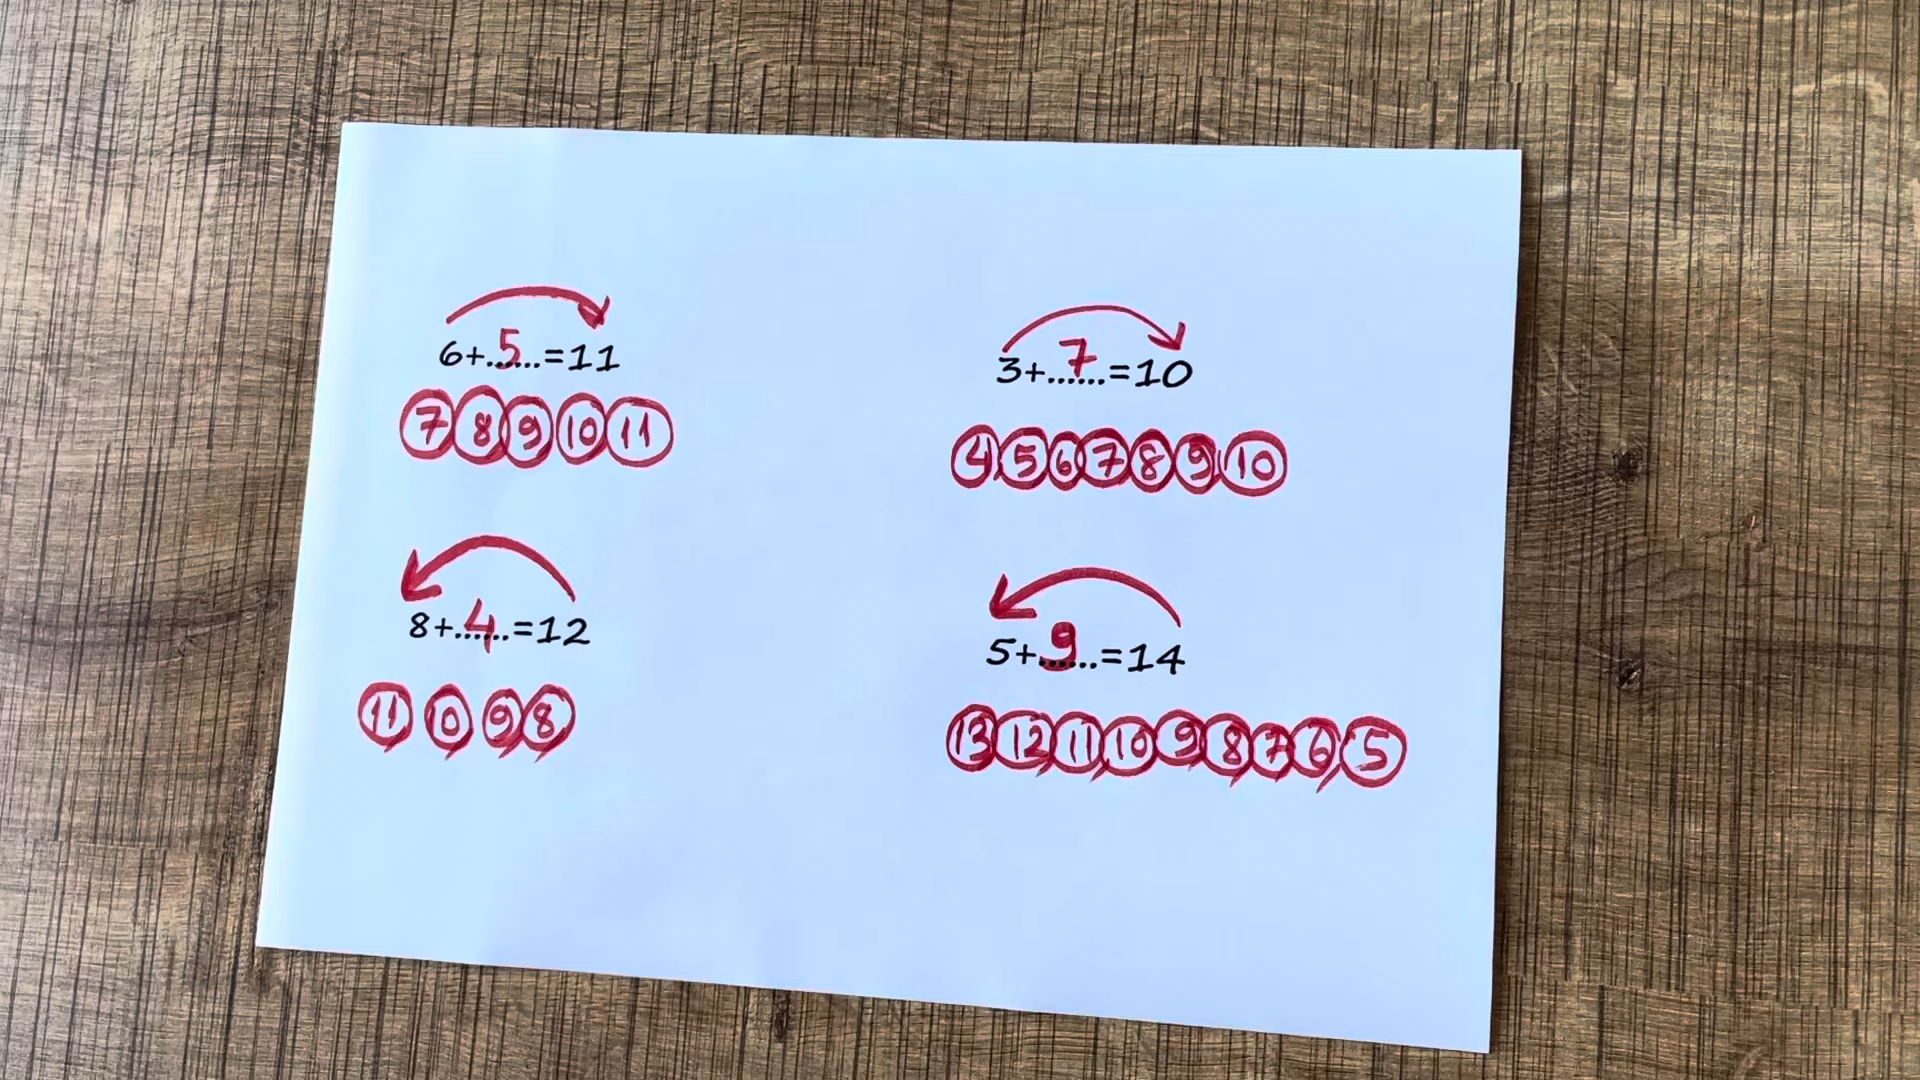 6+..5...=11
7 8 9 10 11
3+...7...=10
4 5 6 7 8 9 10
8+...4...=12
11 10 9 8
5+...9...=14
13 12 11 10 9 8 7 6 5